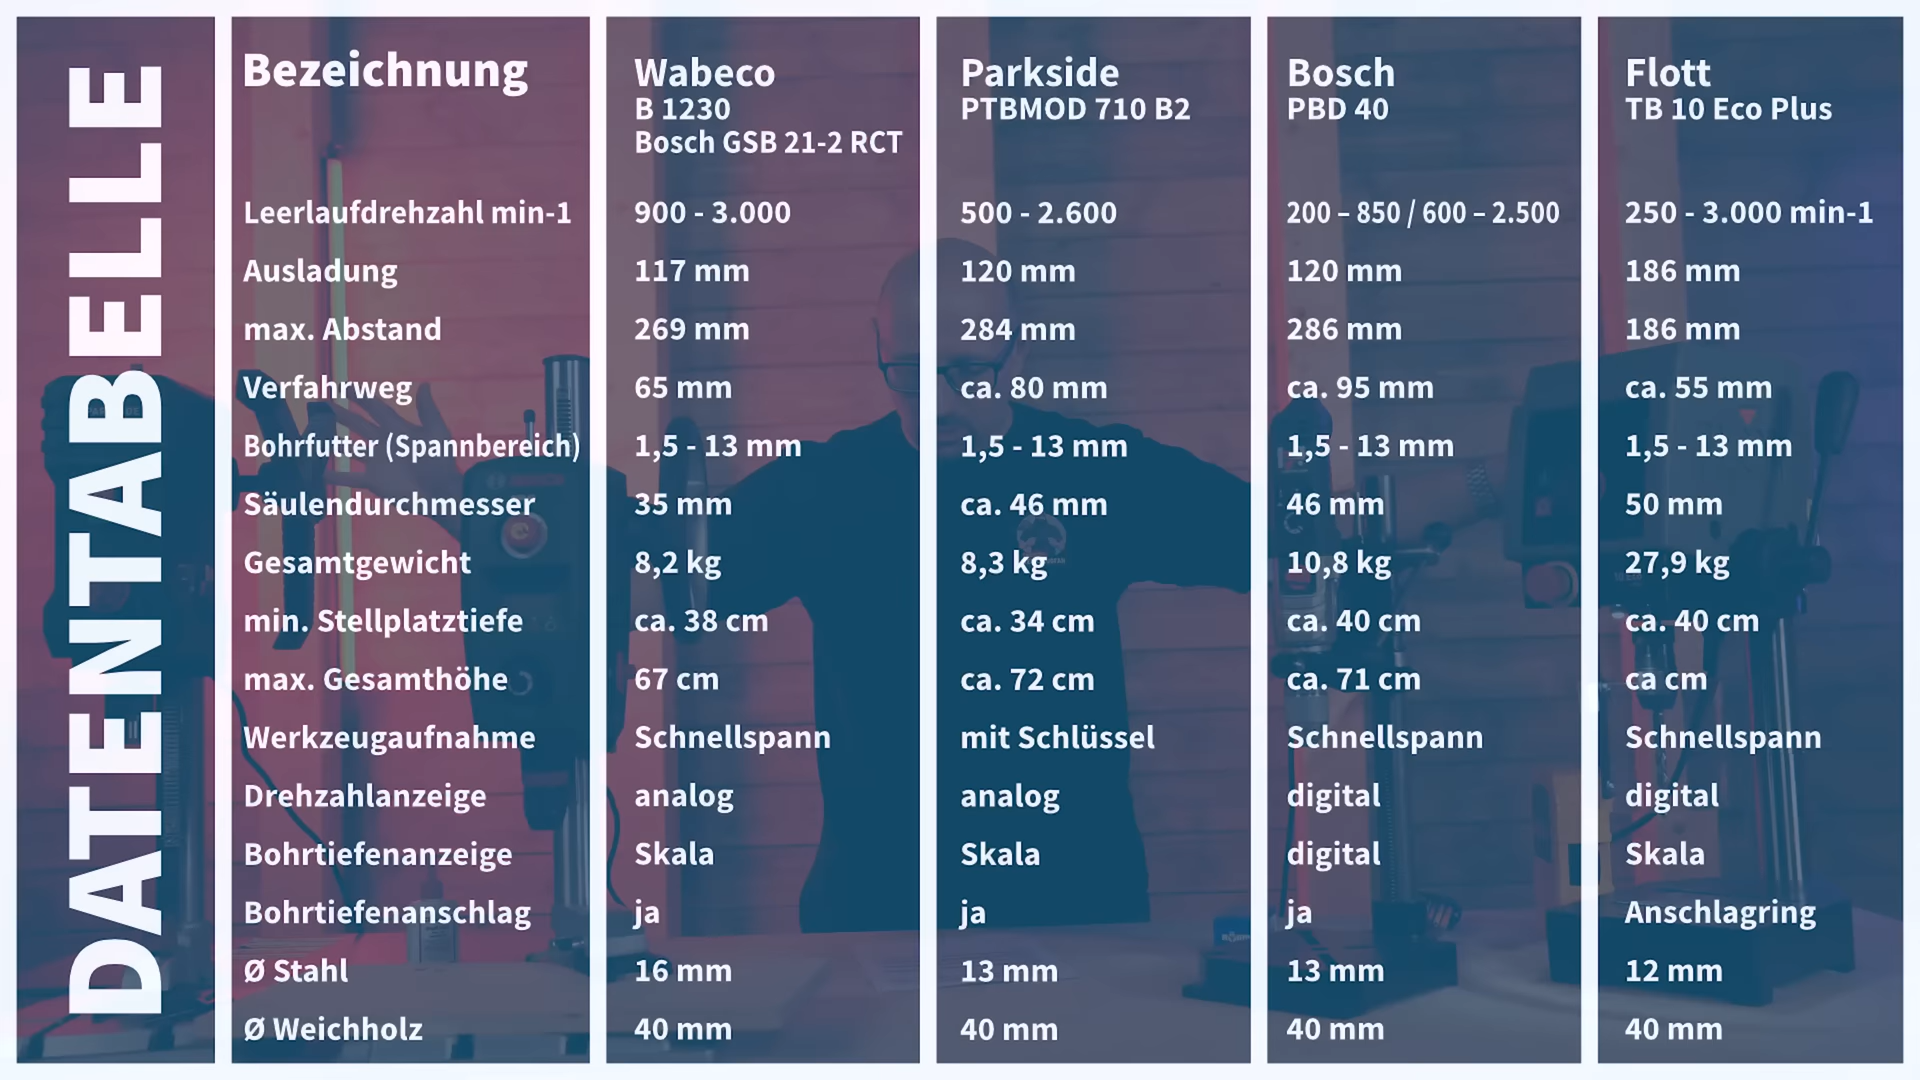 DATENTABELLE
Bezeichnung Wabeco Parkside Bosch Flott
B 1230 PTBMOD 710 B2 PBD 40 TB 10 Eco Plus
Bosch GSB 21-2 RCT
Leerlaufdrehzahl min-1 900 - 3.000 500 - 2.600 200 – 850 / 600 – 2.500 250 - 3.000 min-1
Ausladung 117 mm 120 mm 120 mm 186 mm
max. Abstand 269 mm 284 mm 286 mm 186 mm
Verfahrweg 65 mm ca. 80 mm ca. 95 mm ca. 55 mm
Bohrfutter (Spannbereich) 1,5 - 13 mm 1,5 - 13 mm 1,5 - 13 mm 1,5 - 13 mm
Säulendurchmesser 35 mm ca. 46 mm 46 mm 50 mm
Gesamtgewicht 8,2 kg 8,3 kg 10,8 kg 27,9 kg
min. Stellplatztiefe ca. 38 cm ca. 34 cm ca. 40 cm ca. 40 cm
max. Gesamthöhe 67 cm ca. 72 cm ca. 71 cm ca cm
Werkzeugaufnahme Schnellspann mit Schlüssel Schnellspann Schnellspann
Drehzahlanzeige analog analog digital digital
Bohrtiefenanzeige Skala Skala digital Skala
Bohrtiefenanschlag ja ja ja Anschlagring
Ø Stahl 16 mm 13 mm 13 mm 12 mm
Ø Weichholz 40 mm 40 mm 40 mm 40 mm